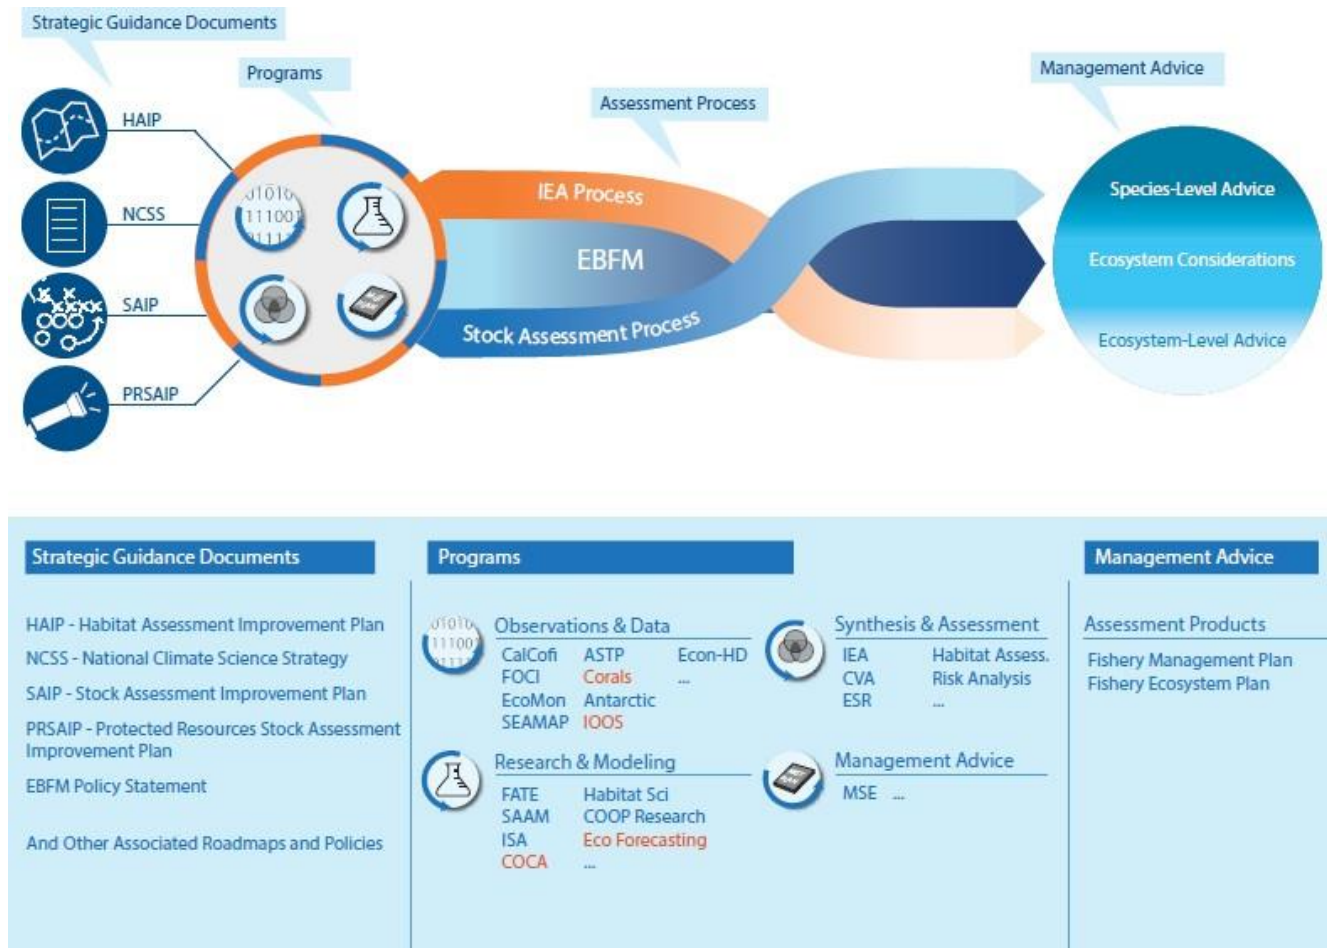 Strategic Guidance Documents
Programs
Assessment Process
Management Advice
HAIP
NCSS
SAIP
PRSAIP
01010
111001
IEA Process
EBFM
Stock Assessment Process
Species-Level Advice
Ecosystem Considerations
Ecosystem-Level Advice
Strategic Guidance Documents
HAIP - Habitat Assessment Improvement Plan
NCSS - National Climate Science Strategy
SAIP - Stock Assessment Improvement Plan
PRSAIP - Protected Resources Stock Assessment
Improvement Plan
EBFM Policy Statement
And Other Associated Roadmaps and Policies
Programs
Observations & Data
CalCofi ASTP Econ-HD
FOCI Corals ...
EcoMon Antarctic
SEAMAP IOOS
Research & Modeling
FATE Habitat Sci
SAAM COOP Research
ISA Eco Forecasting
COCA ...
Synthesis & Assessment
IEA Habitat Assess.
CVA Risk Analysis
ESR ...
Management Advice
MSE ...
Management Advice
Assessment Products
Fishery Management Plan
Fishery Ecosystem Plan